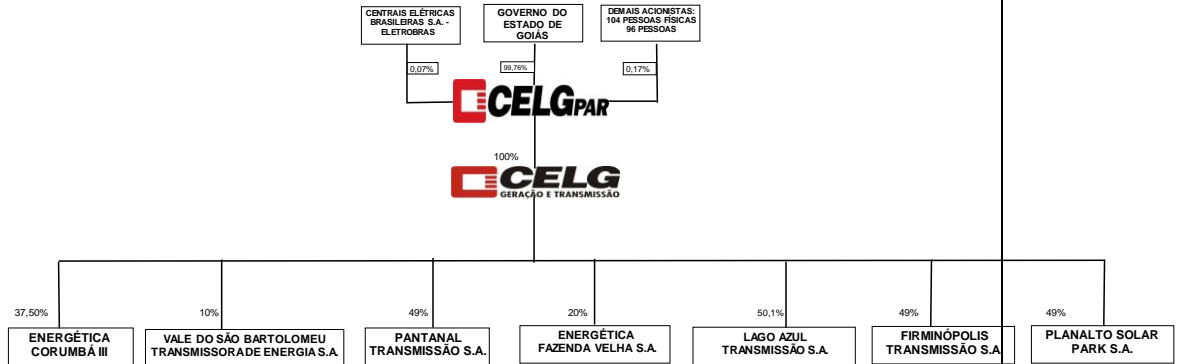 CENTRAIS ELÉTRICAS
BRASILEIRAS S.A. -
ELETROBRAS
GOVERNO DO
ESTADO DE
GOIÁS
DEMAIS ACIONISTAS:
104 PESSOAS FÍSICAS
96 PESSOAS
0,07%
99,76%
0,17%
CELGPAR
100%
CELG
GERAÇÃO E TRANSMISSÃO
37,50%
10%
49%
20%
50,1%
49%
49%
ENERGÉTICA
CORUMBÁ III
VALE DO SÃO BARTOLOMEU
TRANSMISSORA DE ENERGIA S.A.
PANTANAL
TRANSMISSÃO S.A.
ENERGÉTICA
FAZENDA VELHA S.A.
LAGO AZUL
TRANSMISSÃO S.A.
FIRMINÓPOLIS
TRANSMISSÃO S.A
PLANALTO SOLAR
PARK S.A.